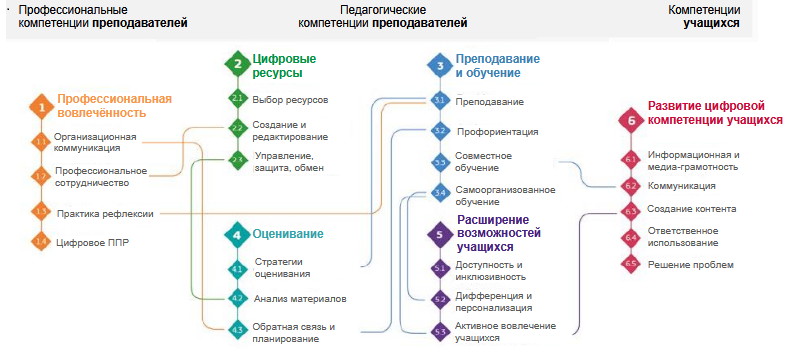 Профессиональные
компетенции преподавателей
Педагогические
компетенции преподавателей
Компетенции
учащихся
1
Профессиональная
вовлечённость
1.1
Организационная
коммуникация
1.2
Профессиональное
сотрудничество
1.3
Практика рефлексии
1.4
Цифровое ППР
2
Цифровые
ресурсы
2.1
Выбор ресурсов
2.2
Создание и
редактирование
2.3
Управление,
защита, обмен
4
Оценивание
4.1
Стратегии
оценивания
4.2
Анализ материалов
4.3
Обратная связь и
планирование
3
Преподавание
и обучение
3.1
Преподавание
3.2
Профориентация
3.3
Совместное
обучение
3.4
Самоорганизованное
обучение
5
Расширение
возможностей
учащихся
5.1
Доступность и
инклюзивность
5.2
Дифференция и
персонализация
5.3
Активное вовлечение
учащихся
6
Развитие цифровой
компетенции учащихся
6.1
Информационная и
медиа-грамотность
6.2
Коммуникация
6.3
Создание контента
6.4
Ответственное
использование
6.5
Решение проблем